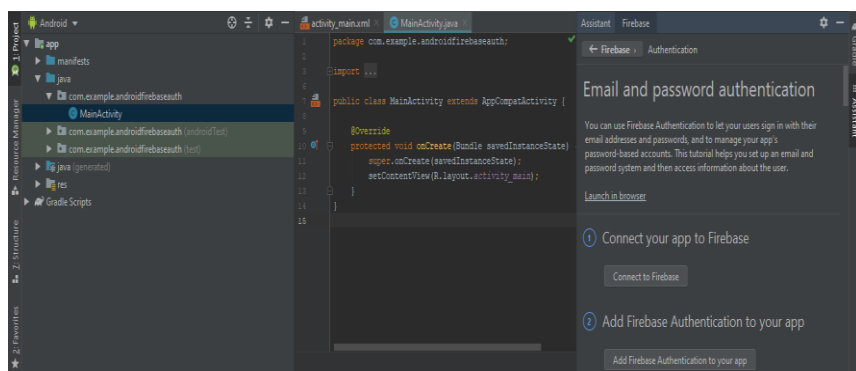 Android
app
manifests
java
com.example.androidfirebaseauth
MainActivity
com.example.androidfirebaseauth (androidTest)
com.example.androidfirebaseauth (test)
java (generated)
res
Gradle Scripts
1: Project
Resource Manager
Z: Structure
2: Favorites
activity_main.xml
MainActivity.java
1 package com.example.androidfirebaseauth;
2
3 import ...
6
7 public class MainActivity extends AppCompatActivity {
8
9 @Override
10 protected void onCreate(Bundle savedInstanceState)
11 super.onCreate(savedInstanceState);
12 setContentView(R.layout.activity_main);
13 }
14 }
15
Assistant Firebase
← Firebase › Authentication
Email and password authentication
You can use Firebase Authentication to let your users sign in with their
email addresses and passwords, and to manage your app's
password-based accounts. This tutorial helps you set up an email and
password system and then access information about the user.
Launch in browser
1 Connect your app to Firebase
Connect to Firebase
2 Add Firebase Authentication to your app
Add Firebase Authentication to your app
Gradle
Assistant